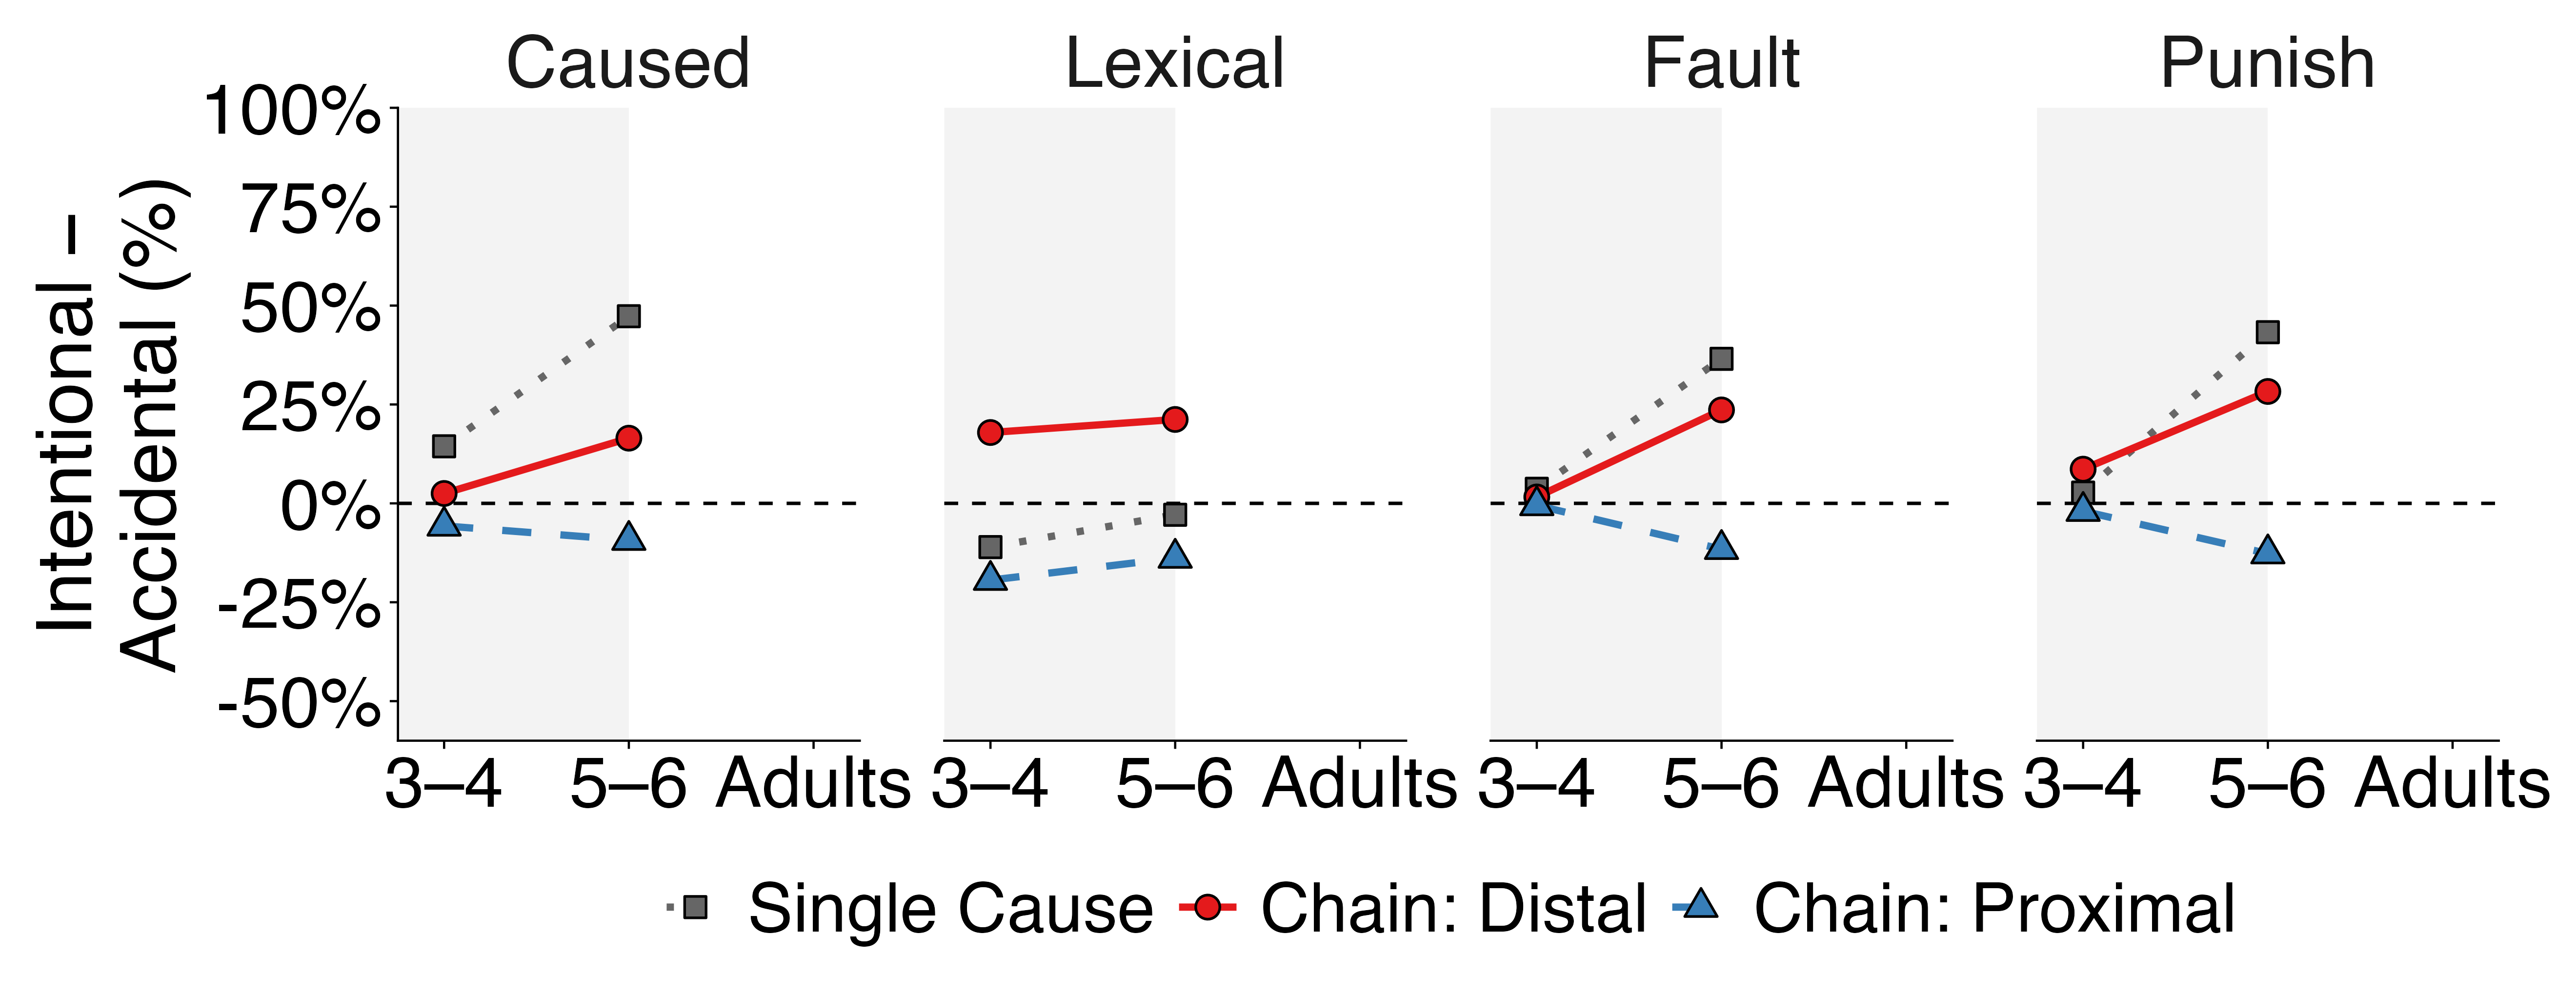 Caused Lexical Fault Punish
Intentional –
Accidental (%)
100%
75%
50%
25%
0%
-25%
-50%
3–4 5–6 Adults 3–4 5–6 Adults 3–4 5–6 Adults 3–4 5–6 Adults
Single Cause Chain: Distal Chain: Proximal